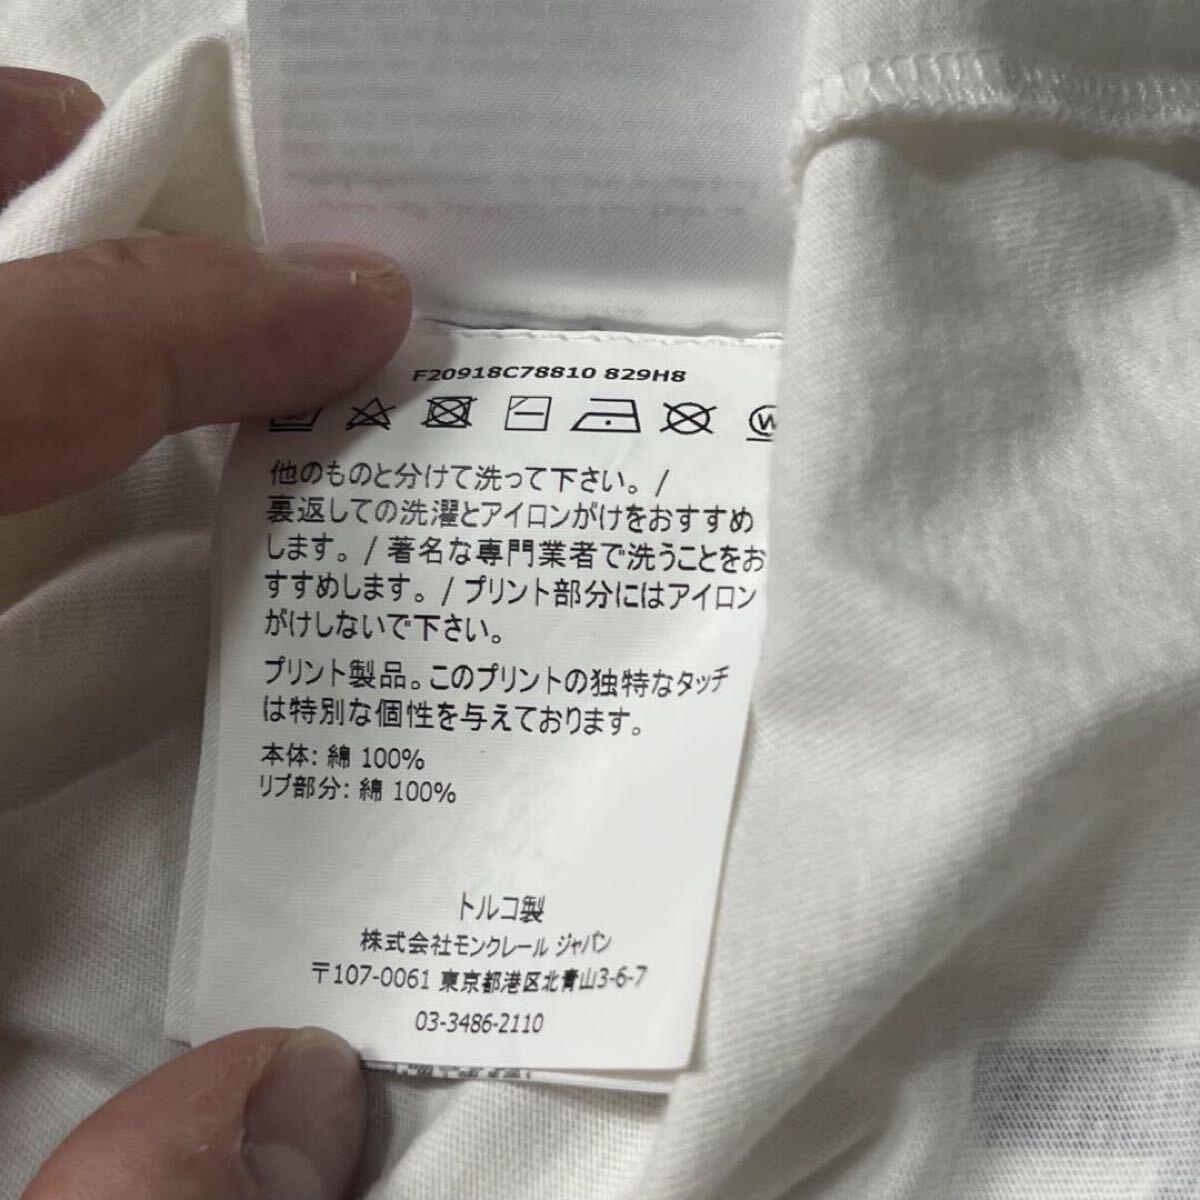 F20918C78810 829H8
W
他のものと分けて洗って下さい。/
裏返しての洗濯とアイロンがけをおすすめ
します。/ 著名な専門業者で洗うことをお
すすめします。/ プリント部分にはアイロン
がけしないで下さい。
プリント製品。このプリントの独特なタッチ
は特別な個性を与えております。
本体: 綿 100%
リブ部分: 綿 100%
トルコ製
株式会社モンクレール ジャパン
〒107-0061 東京都港区北青山3-6-7
03-3486-2110